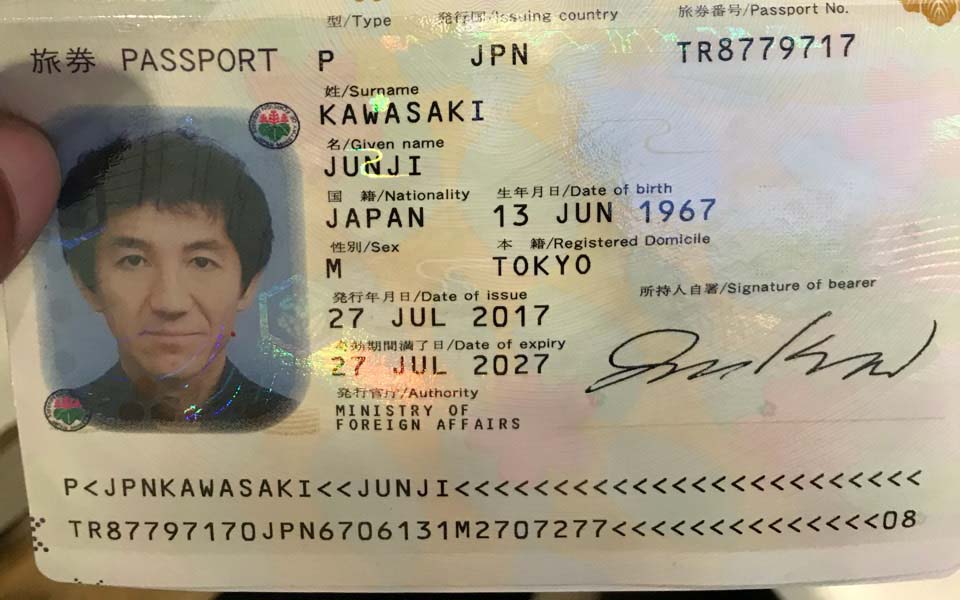 型/Type 発行国/Issuing country 旅券番号/Passport No.
旅券 PASSPORT P JPN TR8779717
姓/Surname
KAWASAKI
名/Given name
JUNJI
国 籍/Nationality 生年月日/Date of birth
JAPAN 13 JUN 1967
性別/Sex 本 籍/Registered Domicile
M TOKYO
発行年月日/Date of issue 所持人自署/Signature of bearer
27 JUL 2017
有効期間満了日/Date of expiry
27 JUL 2027
発行官庁/Authority
MINISTRY OF
FOREIGN AFFAIRS
P<JPNKAWASAKI<<JUNJI<<<<<<<<<<<<<<<<<<<<<<<<
TR87797170JPN6706131M2707277<<<<<<<<<<<<<<08